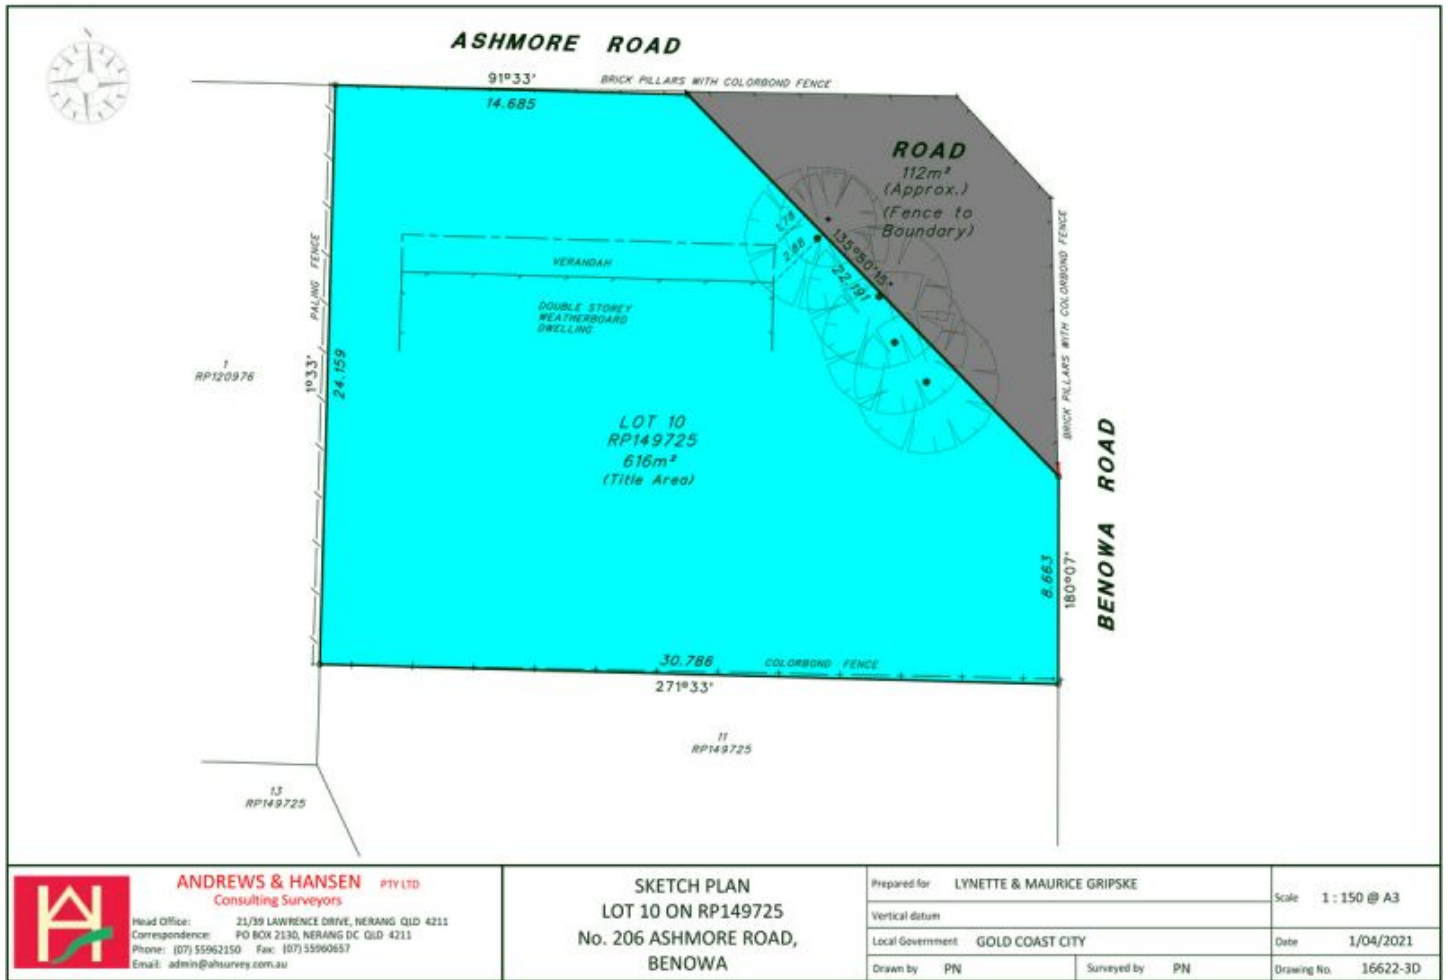 N
ASHMORE ROAD
91°33'
BRICK PILLARS WITH COLORBOND FENCE
14.685
ROAD
112m²
(Approx.)
(Fence to
Boundary)
1.78
2.88
135°50'15"
22.191
VERANDAH
DOUBLE STOREY
WEATHERBOARD
DWELLING
PALING FENCE
1°33'
24.159
1
RP120976
LOT 10
RP149725
616m²
(Title Area)
BRICK PILLARS WITH COLORBOND FENCE
BENOWA ROAD
8.663
180°07'
30.786
COLORBOND FENCE
271°33'
11
RP149725
13
RP149725
ANDREWS & HANSEN PTY LTD
Consulting Surveyors
Head Office: 21/39 LAWRENCE DRIVE, NERANG QLD 4211
Correspondence: PO BOX 2130, NERANG DC QLD 4211
Phone: (07) 55962150 Fax: (07) 55960657
Email: admin@ahsurvey.com.au
SKETCH PLAN
LOT 10 ON RP149725
No. 206 ASHMORE ROAD,
BENOWA
Prepared for LYNETTE & MAURICE GRIPSKE
Vertical datum
Local Government GOLD COAST CITY
Drawn by PN
Surveyed by PN
Scale 1 : 150 @ A3
Date 1/04/2021
Drawing No. 16622-3D